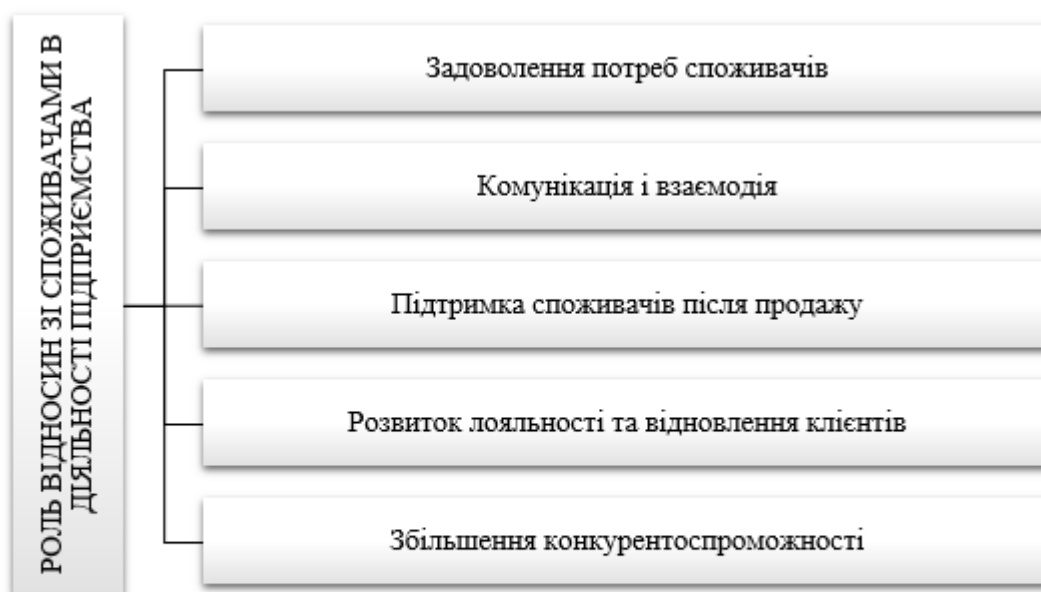 РОЛЬ ВІДНОСИН ЗІ СПОЖИВАЧАМИ В
ДІЯЛЬНОСТІ ПІДПРИЄМСТВА
Задоволення потреб споживачів
Комунікація і взаємодія
Підтримка споживачів після продажу
Розвиток лояльності та відновлення клієнтів
Збільшення конкурентоспроможності